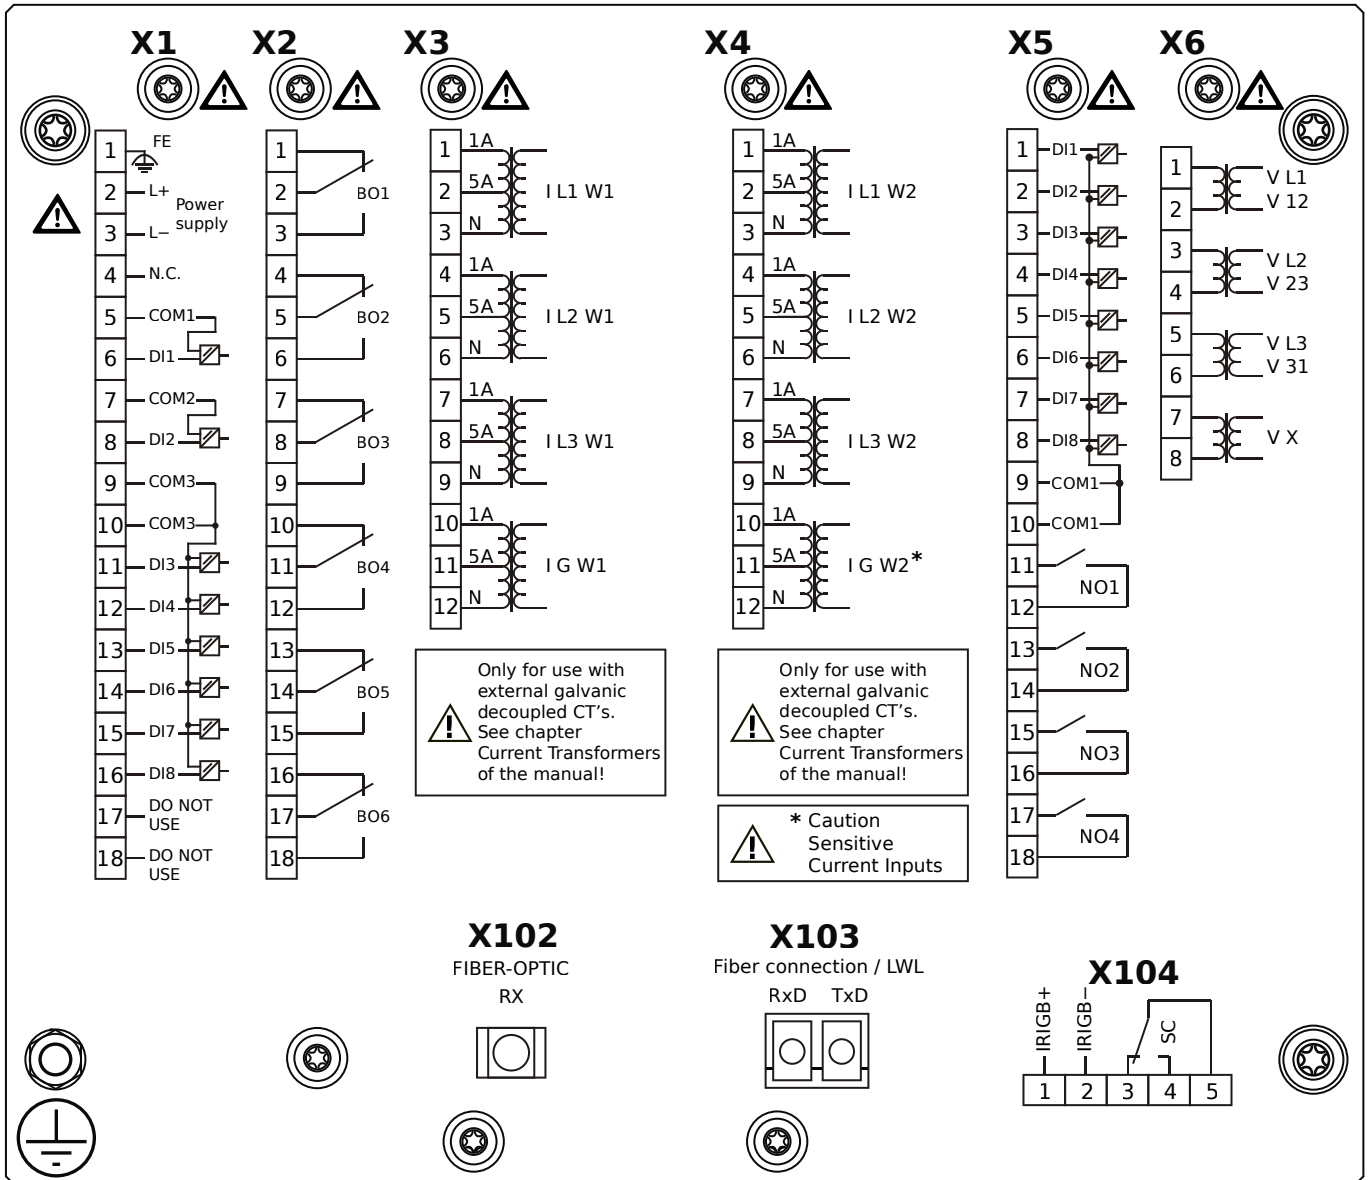 X1 X2 X3 X4 X5 X6
1 FE
2 L+
Power
supply
3 L−
4 N.C.
5 COM1
6 DI1
7 COM2
8 DI2
9 COM3
10 COM3
11 DI3
12 DI4
13 DI5
14 DI6
15 DI7
16 DI8
17 DO NOT
USE
18 DO NOT
USE
1
2 BO1
3
4
5 BO2
6
7
8 BO3
9
10
11 BO4
12
13
14 BO5
15
16
17 BO6
18
1 1A
2 5A I L1 W1
3 N
4 1A
5 5A I L2 W1
6 N
7 1A
8 5A I L3 W1
9 N
10 1A
11 5A I G W1
12 N
Only for use with
external galvanic
decoupled CT's.
See chapter
Current Transformers
of the manual!
1 1A
2 5A I L1 W2
3 N
4 1A
5 5A I L2 W2
6 N
7 1A
8 5A I L3 W2
9 N
10 1A
11 5A I G W2*
12 N
Only for use with
external galvanic
decoupled CT's.
See chapter
Current Transformers
of the manual!
* Caution
Sensitive
Current Inputs
1 DI1
2 DI2
3 DI3
4 DI4
5 DI5
6 DI6
7 DI7
8 DI8
9 COM1
10 COM1
11
NO1
12
13
NO2
14
15
NO3
16
17
NO4
18
1 V L1
2 V 12
3 V L2
4 V 23
5 V L3
6 V 31
7
V X
8
X102
FIBER-OPTIC
RX
X103
Fiber connection / LWL
RxD TxD
X104
IRIGB+ IRIGB− SC
1 2 3 4 5